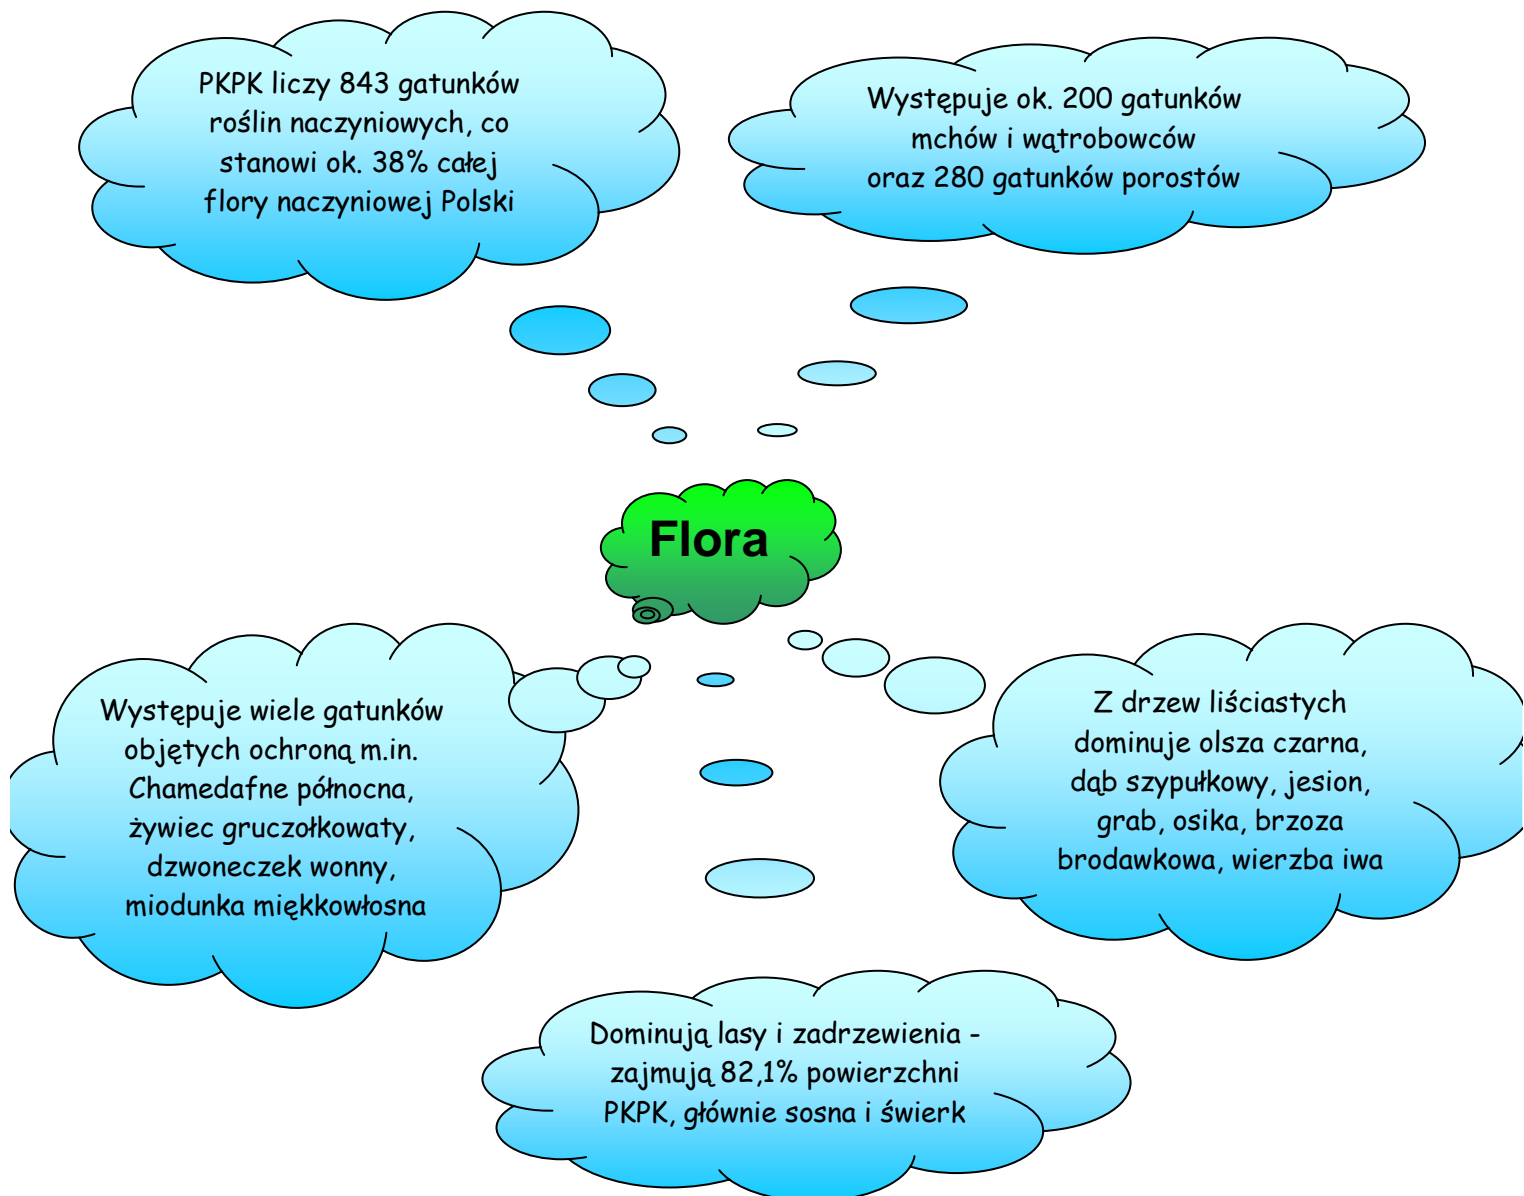 PKPK liczy 843 gatunków
roślin naczyniowych, co
stanowi ok. 38% całej
flory naczyniowej Polski
Występuje ok. 200 gatunków
mchów i wątrobowców
oraz 280 gatunków porostów
Flora
Występuje wiele gatunków
objętych ochroną m.in.
Chamedafne północna,
żywiec gruczołkowaty,
dzwoneczek wonny,
miodunka miękkowłosna
Z drzew liściastych
dominuje olsza czarna,
dąb szypułkowy, jesion,
grab, osika, brzoza
brodawkowa, wierzba iwa
Dominują lasy i zadrzewienia -
zajmują 82,1% powierzchni
PKPK, głównie sosna i świerk